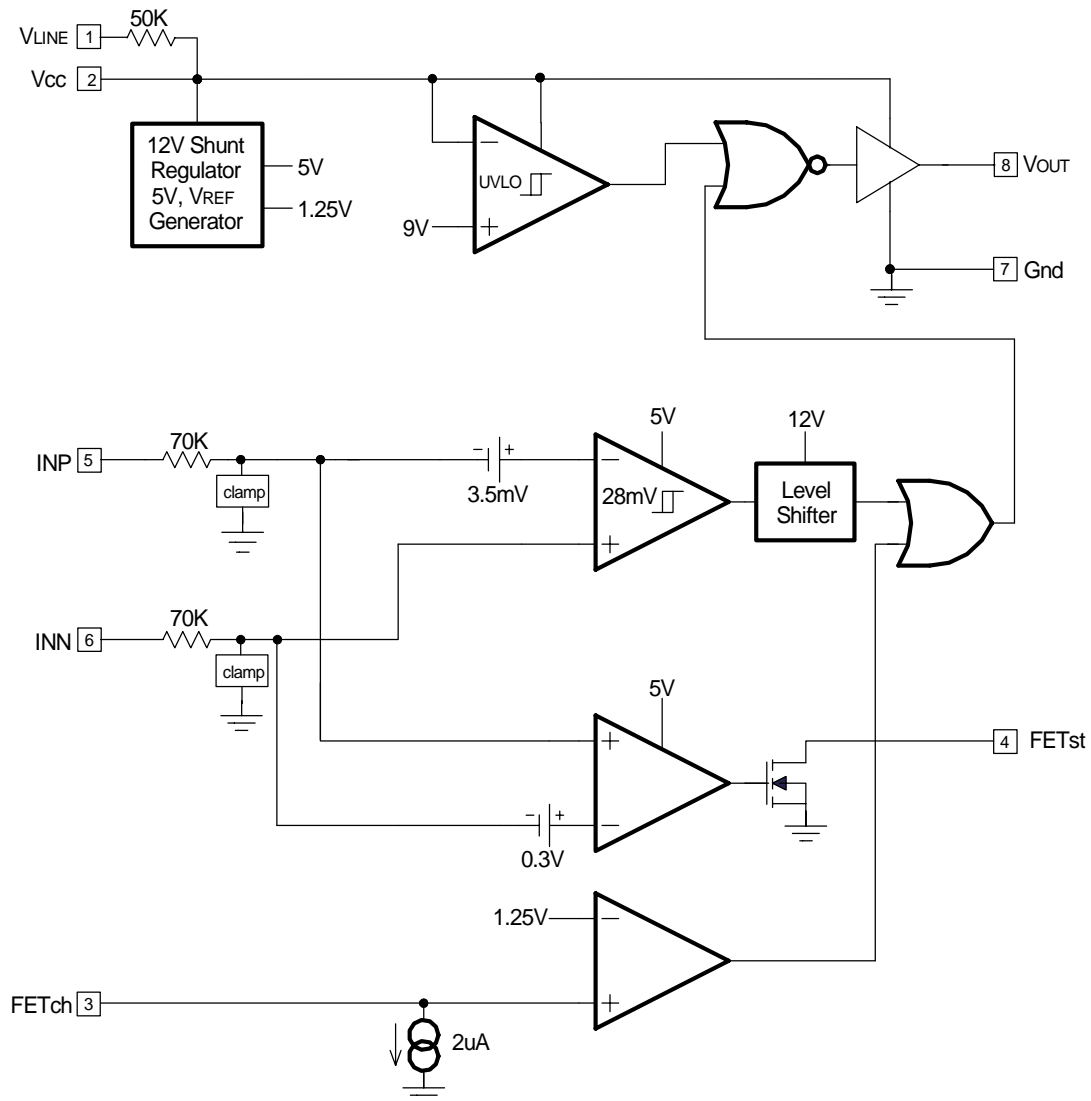 50K
VLINE 1
Vcc 2
12V Shunt
Regulator
5V, VREF
Generator
5V
1.25V
UVLO
9V
−
+
8 VOUT
7 Gnd
5V
12V
INP 5
70K
clamp
− +
3.5mV
−
28mV
+
Level
Shifter
70K
INN 6
clamp
5V
+
−
− +
0.3V
4 FETst
1.25V
−
+
FETch 3
2uA